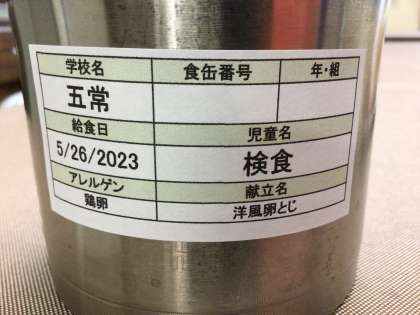 学校名 食缶番号 年・組
五常
給食日 児童名
5/26/2023 検食
アレルゲン 献立名
鶏卵 洋風卵とじ